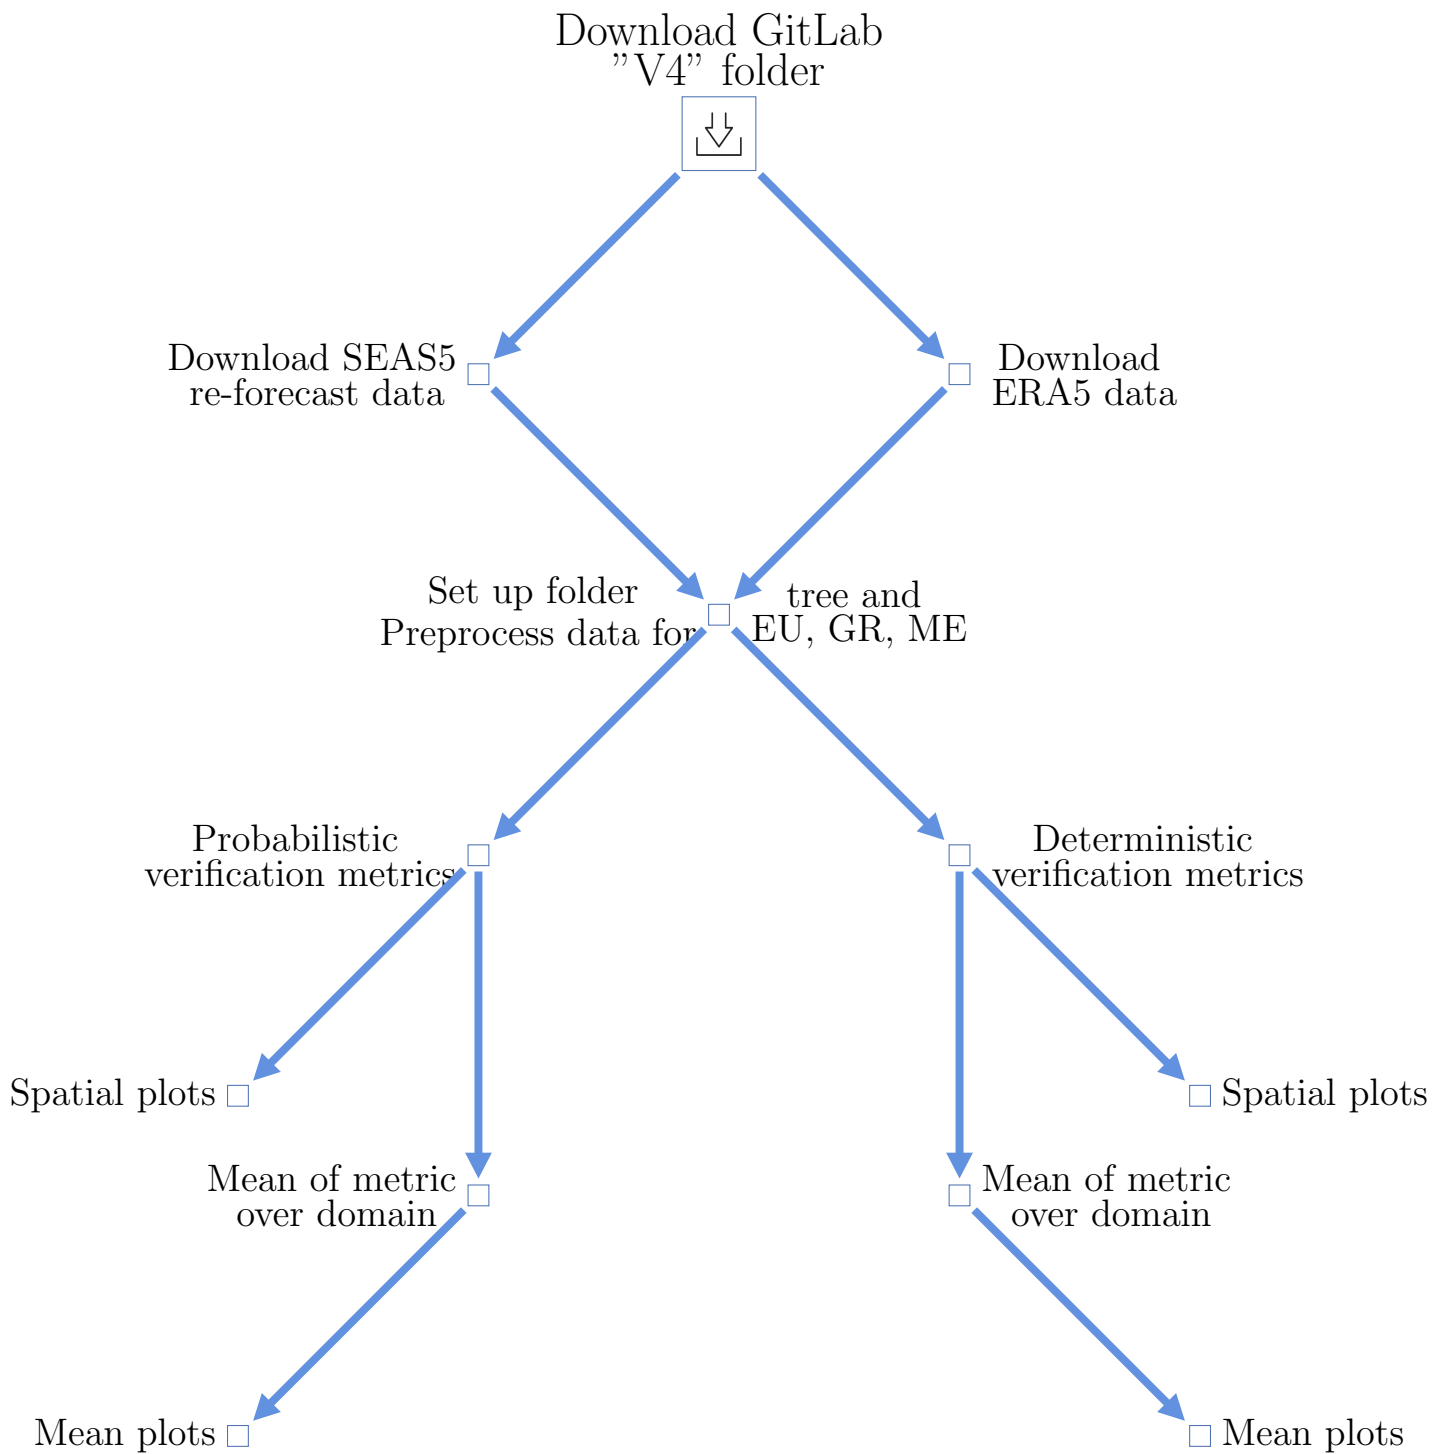 Download GitLab
”V4” folder
Download SEAS5
re-forecast data
Download
ERA5 data
Set up folder tree and
Preprocess data for EU, GR, ME
Probabilistic
verification metrics
Deterministic
verification metrics
Spatial plots
Spatial plots
Mean of metric
over domain
Mean of metric
over domain
Mean plots
Mean plots